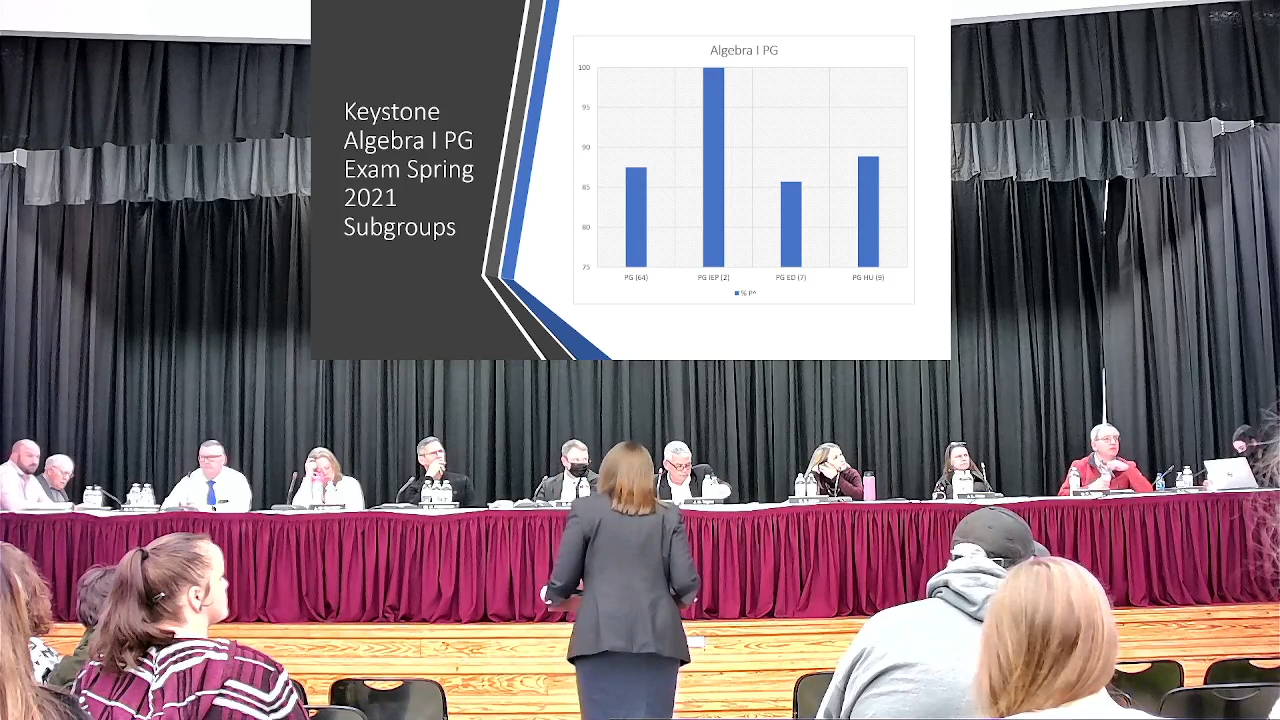 Keystone
Algebra I PG
Exam Spring
2021
Subgroups
Algebra I PG
100
95
90
85
80
75
PG (64)
PG IEP (2)
PG ED (7)
PG HU (9)